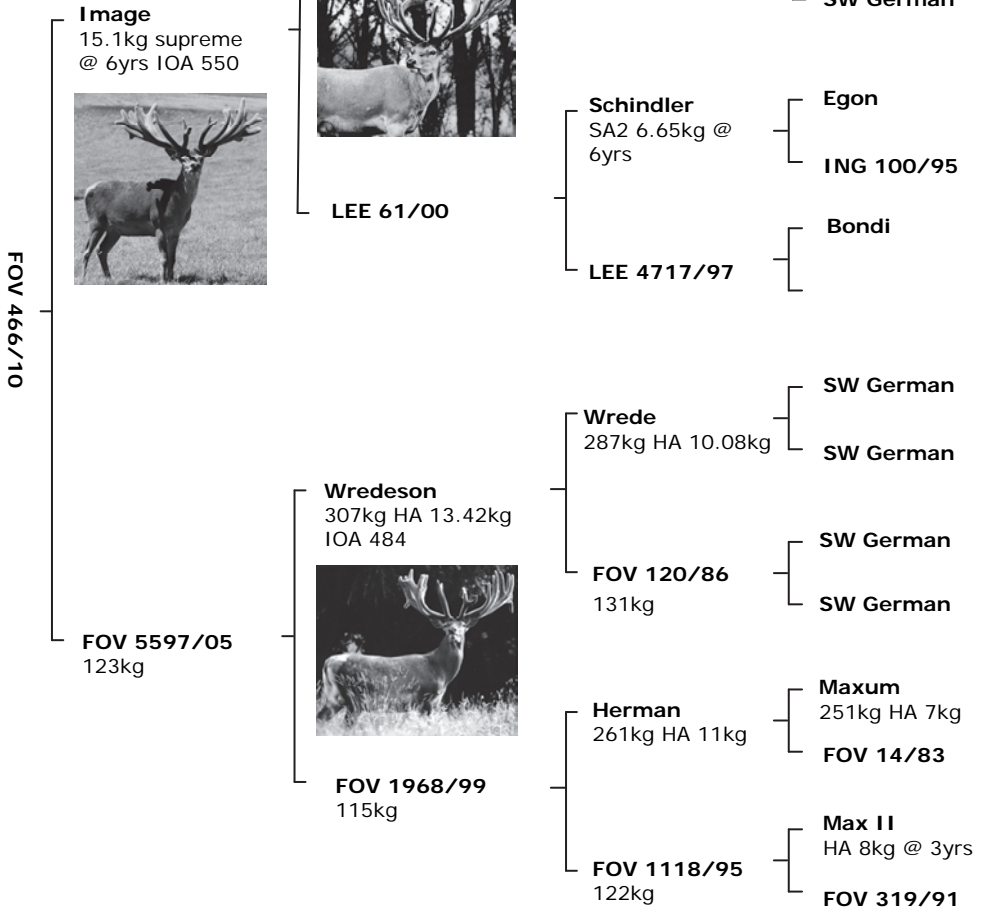 SW German
Image
15.1kg supreme
@ 6yrs IOA 550
Schindler
SA2 6.65kg @
6yrs
Egon
ING 100/95
LEE 61/00
Bondi
LEE 4717/97
FOV 466/10
SW German
Wrede
287kg HA 10.08kg
SW German
Wredeson
307kg HA 13.42kg
IOA 484
SW German
FOV 120/86
131kg
SW German
FOV 5597/05
123kg
Maxum
251kg HA 7kg
Herman
261kg HA 11kg
FOV 14/83
FOV 1968/99
115kg
Max II
HA 8kg @ 3yrs
FOV 1118/95
122kg
FOV 319/91